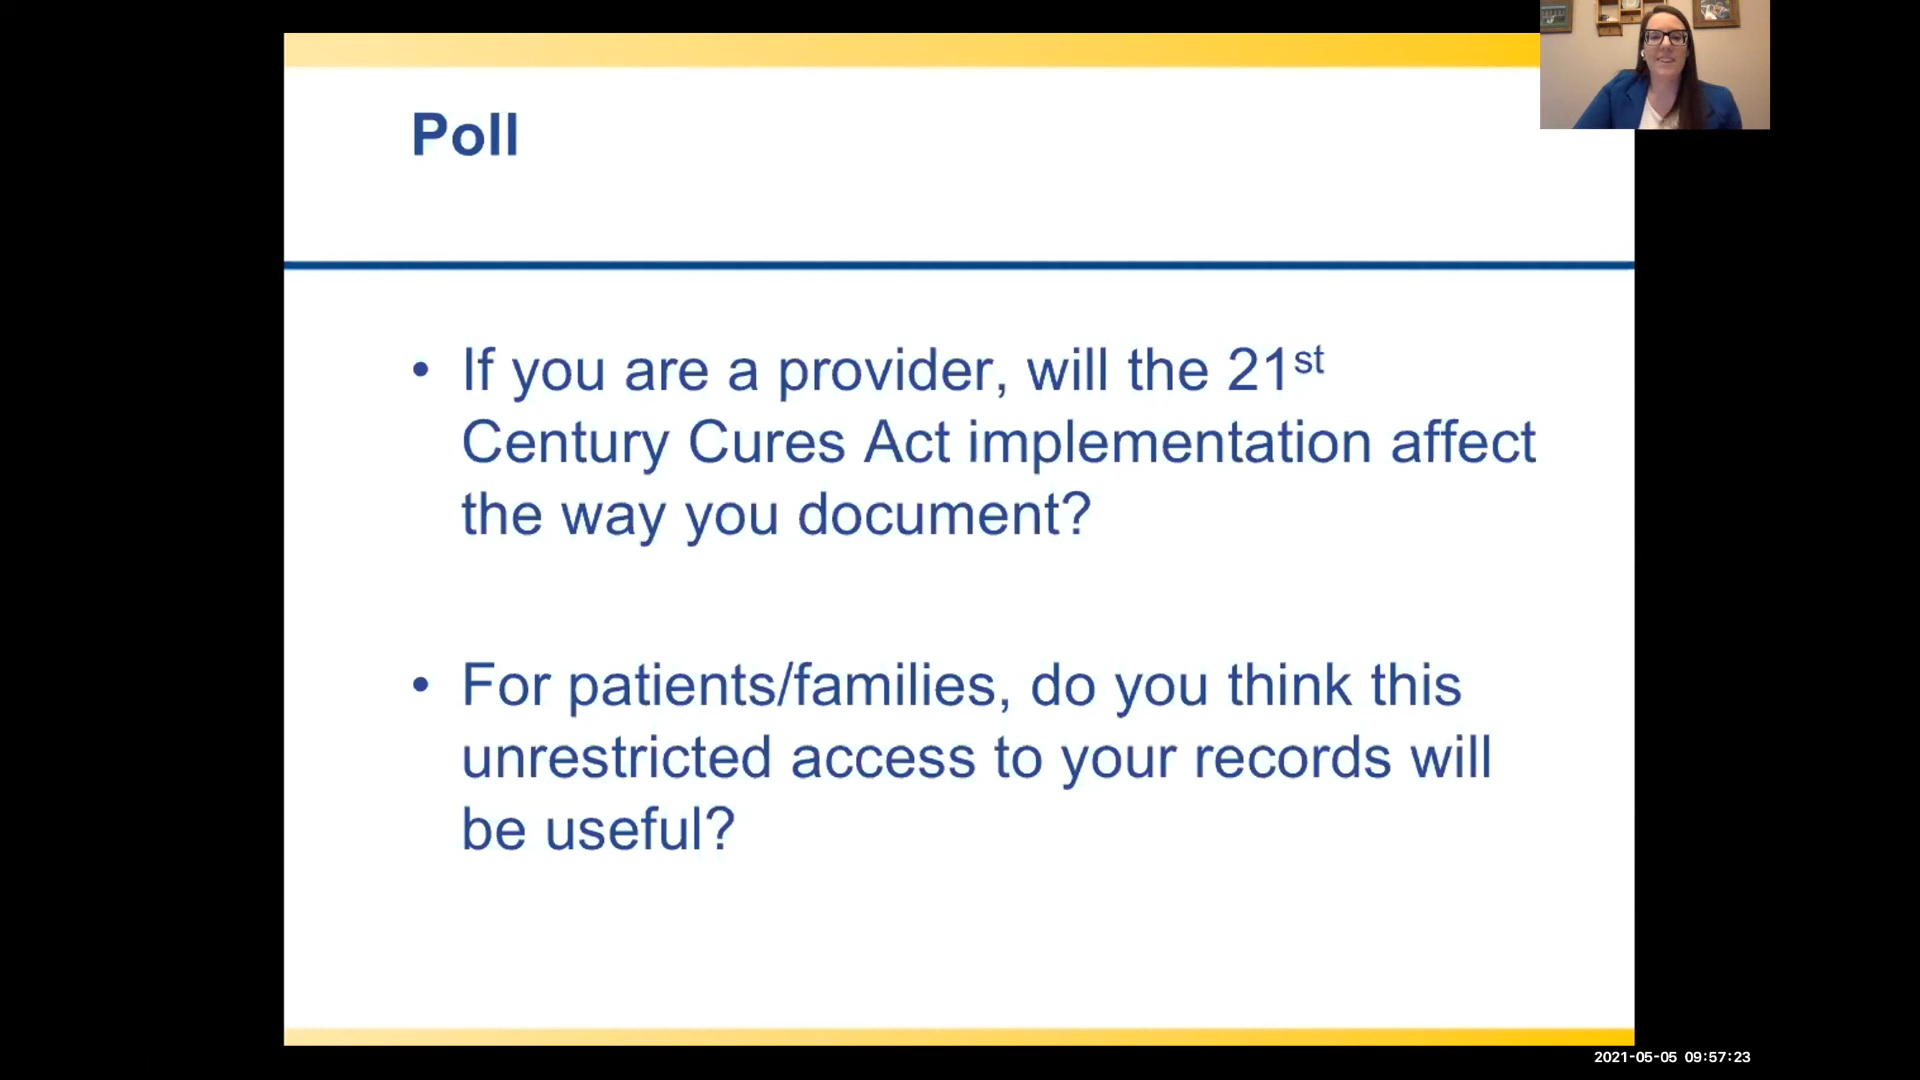 Poll
• If you are a provider, will the 21st
Century Cures Act implementation affect
the way you document?
• For patients/families, do you think this
unrestricted access to your records will
be useful?
2021-05-05 09:57:23